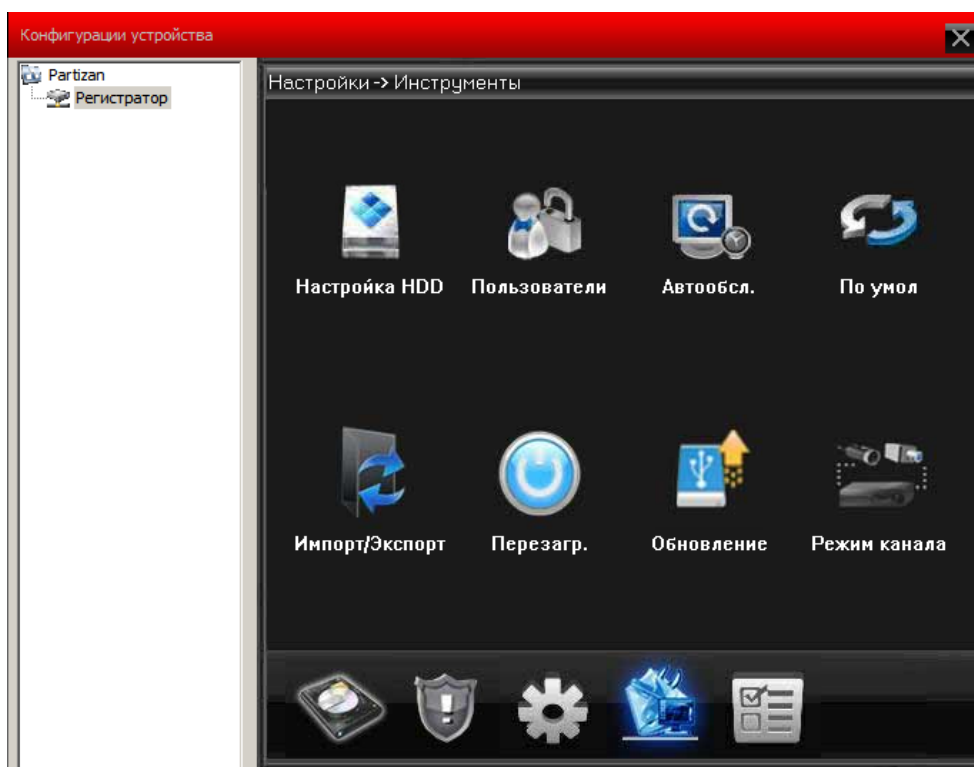 Конфигурации устройства
Partizan
Регистратор
Настройки -> Инструменты
Настройка HDD
Пользователи
Автообсл.
По умол
Импорт/Экспорт
Перезагр.
Обновление
Режим канала